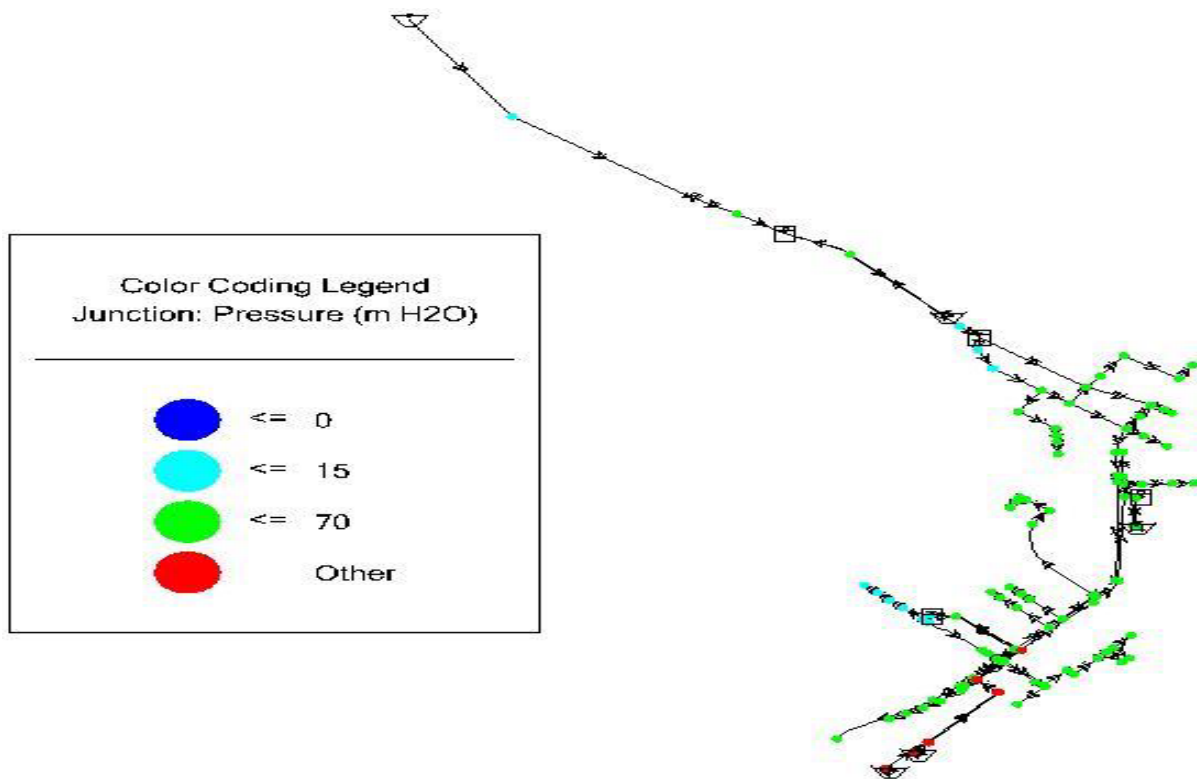 Color Coding Legend
Junction: Pressure (m H2O)
<= 0
<= 15
<= 70
Other